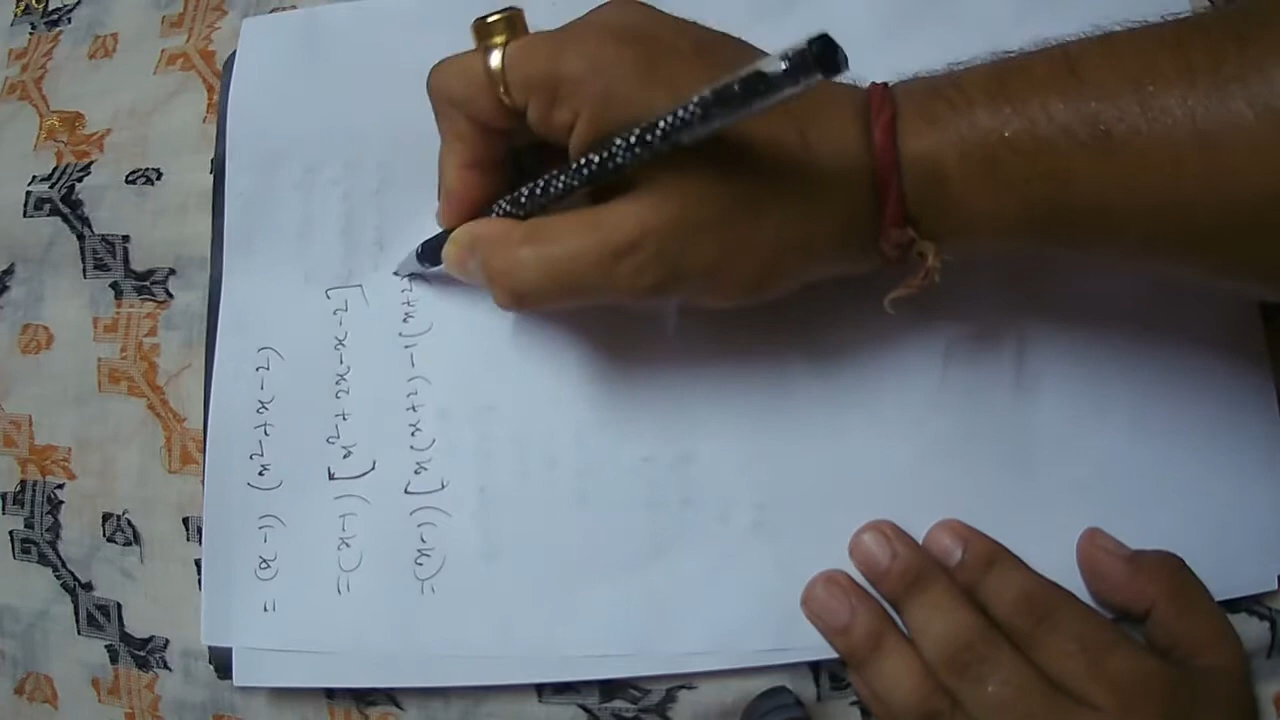 = (x-1) (x²+x-2)
= (x-1) [x²+2x-x-2]
= (x-1) [x(x+2)-1(x+2